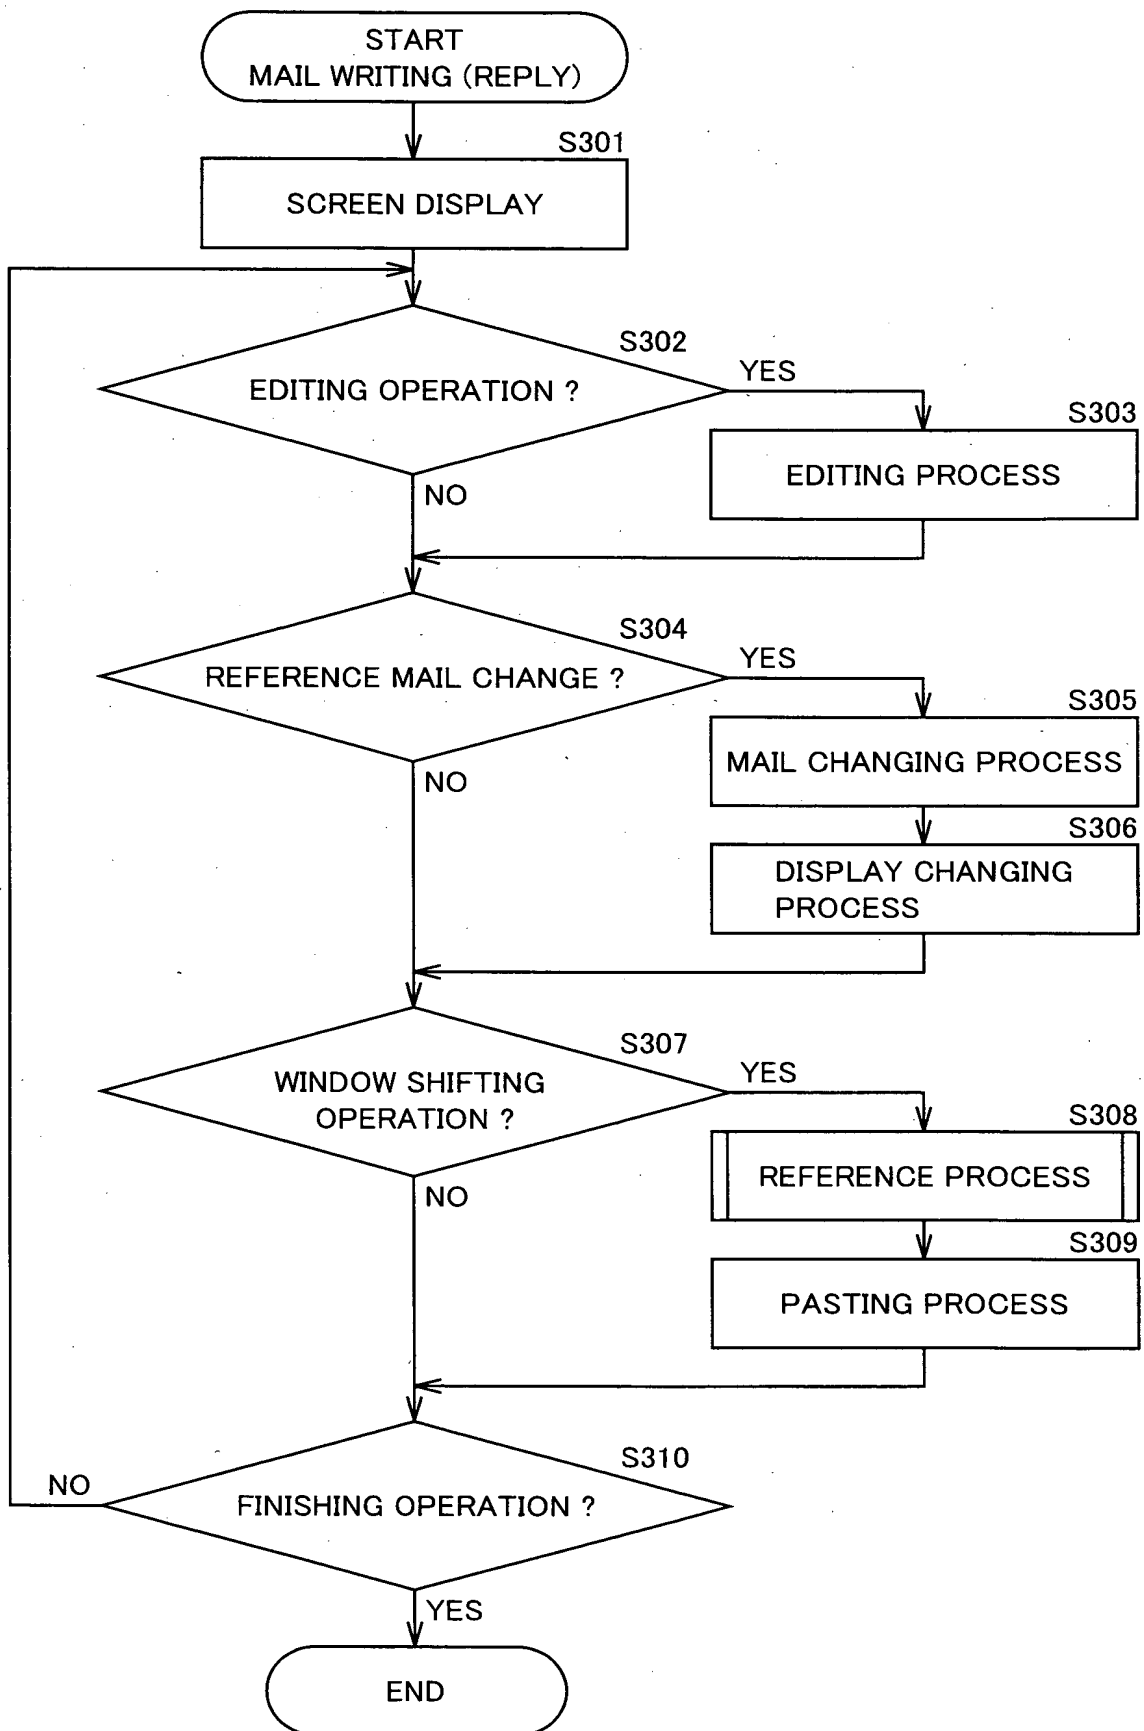 START
MAIL WRITING (REPLY)
S301
SCREEN DISPLAY
S302
EDITING OPERATION ?
YES
S303
EDITING PROCESS
NO
S304
REFERENCE MAIL CHANGE ?
YES
S305
MAIL CHANGING PROCESS
NO
S306
DISPLAY CHANGING
PROCESS
S307
WINDOW SHIFTING
OPERATION ?
YES
S308
REFERENCE PROCESS
NO
S309
PASTING PROCESS
S310
FINISHING OPERATION ?
NO
YES
END